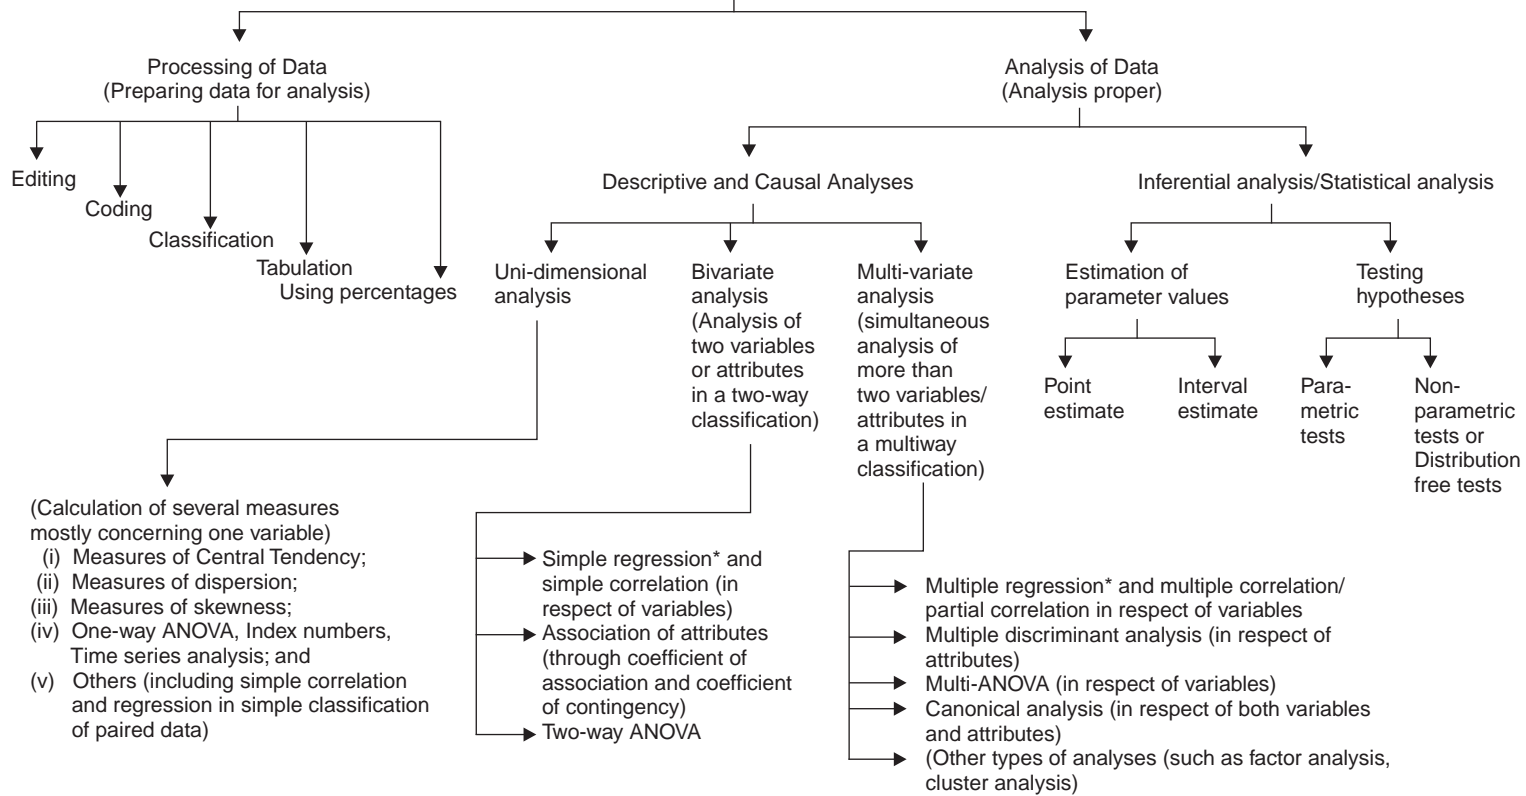 Processing of Data
(Preparing data for analysis)
Analysis of Data
(Analysis proper)
Editing
Coding
Classification
Tabulation
Using percentages
Descriptive and Causal Analyses
Inferential analysis/Statistical analysis
Uni-dimensional
analysis
Bivariate
analysis
(Analysis of
two variables
or attributes
in a two-way
classification)
Multi-variate
analysis
(simultaneous
analysis of
more than
two variables/
attributes in
a multiway
classification)
Estimation of
parameter values
Testing
hypotheses
Point
estimate
Interval
estimate
Para-
metric
tests
Non-
parametric
tests or
Distribution
free tests
(Calculation of several measures
mostly concerning one variable)
(i) Measures of Central Tendency;
(ii) Measures of dispersion;
(iii) Measures of skewness;
(iv) One-way ANOVA, Index numbers,
Time series analysis; and
(v) Others (including simple correlation
and regression in simple classification
of paired data)
Simple regression* and
simple correlation (in
respect of variables)
Association of attributes
(through coefficient of
association and coefficient
of contingency)
Two-way ANOVA
Multiple regression* and multiple correlation/
partial correlation in respect of variables
Multiple discriminant analysis (in respect of
attributes)
Multi-ANOVA (in respect of variables)
Canonical analysis (in respect of both variables
and attributes)
(Other types of analyses (such as factor analysis,
cluster analysis)